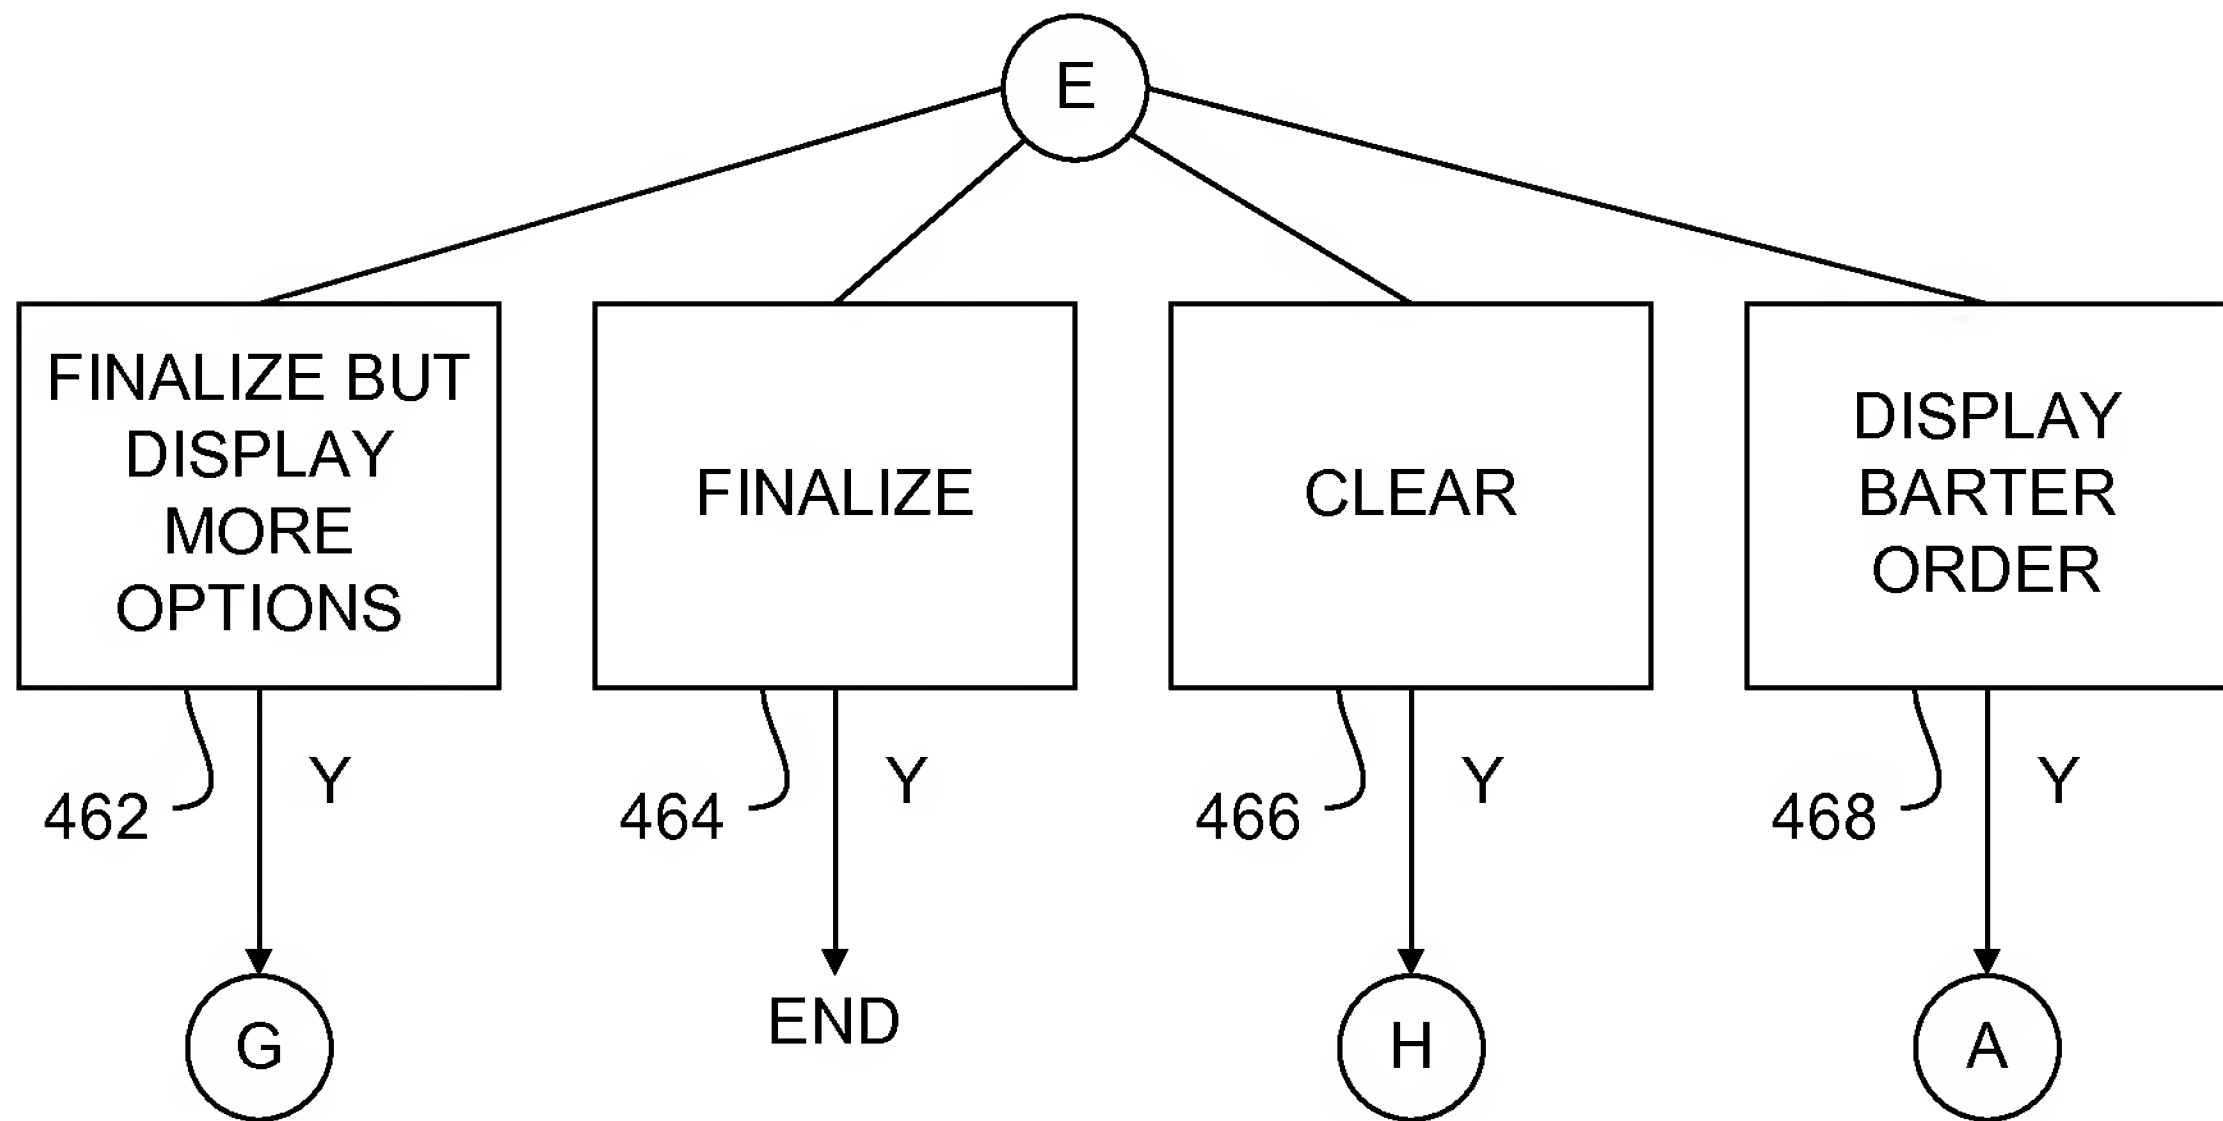 E
FINALIZE BUT
DISPLAY
MORE
OPTIONS
FINALIZE
CLEAR
DISPLAY
BARTER
ORDER
462
Y
464
Y
466
Y
468
Y
G
END
H
A